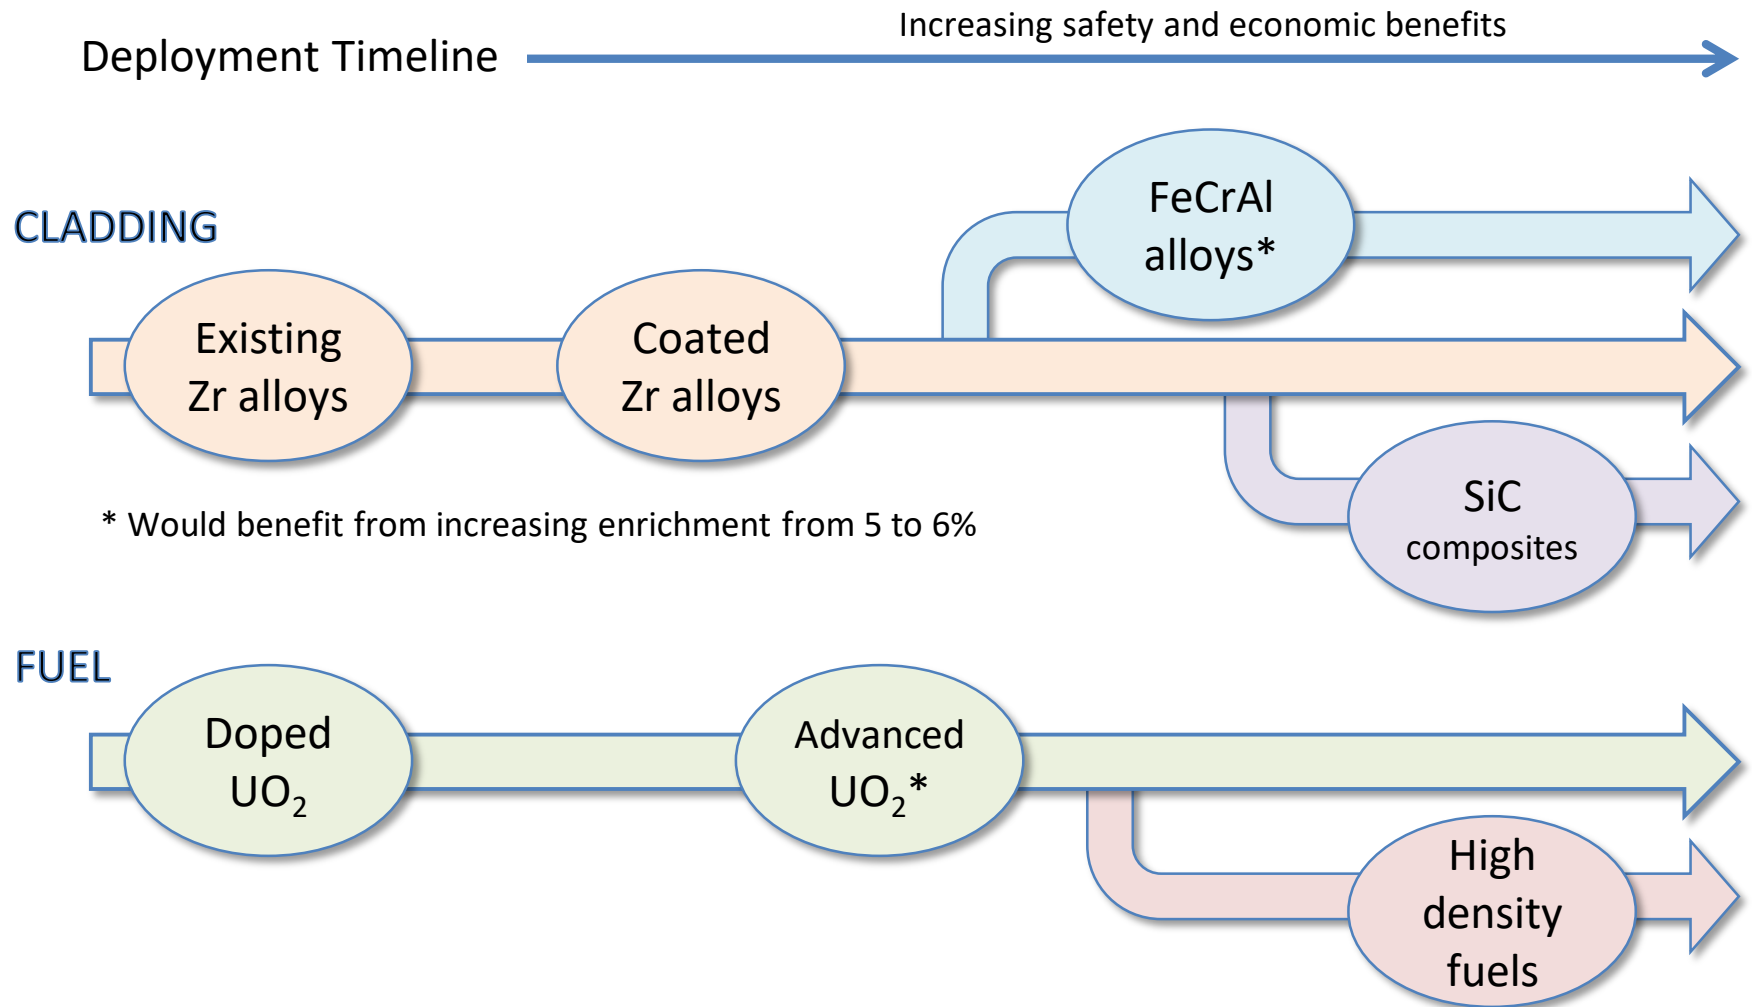 Increasing safety and economic benefits
Deployment Timeline
FeCrAl
alloys*
CLADDING
Existing
Zr alloys
Coated
Zr alloys
SiC
composites
* Would benefit from increasing enrichment from 5 to 6%
FUEL
Doped
UO₂
Advanced
UO₂*
High
density
fuels